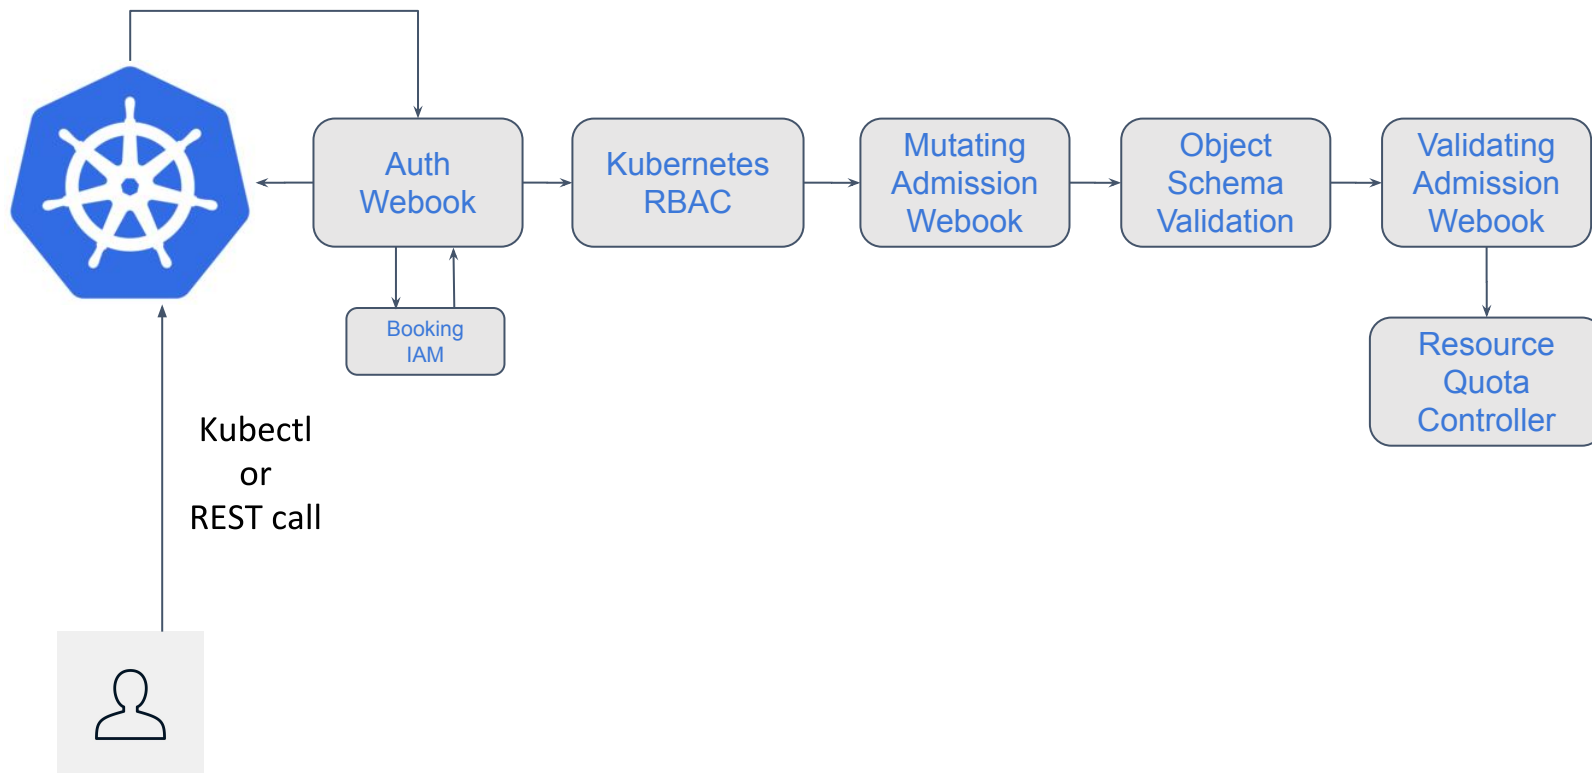 Auth
Webook
Kubernetes
RBAC
Mutating
Admission
Webook
Object
Schema
Validation
Validating
Admission
Webook
Booking
IAM
Resource
Quota
Controller
Kubectl
or
REST call